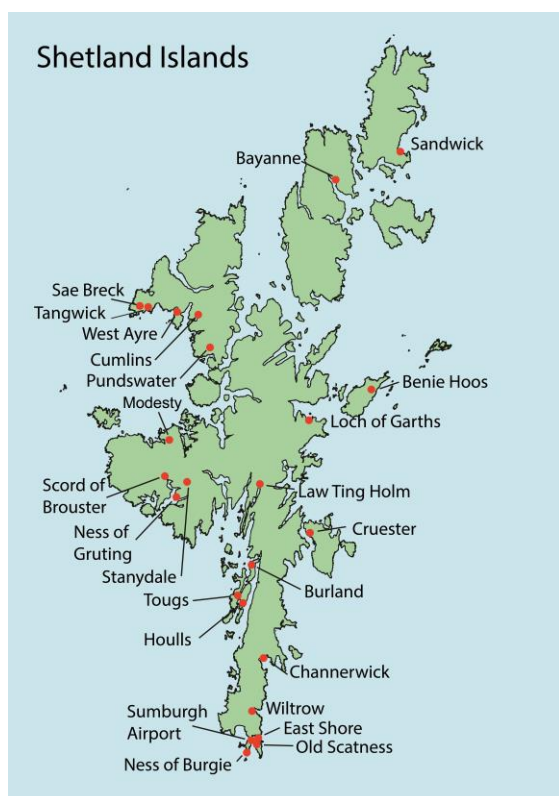 Shetland Islands
Sandwick
Bayanne
Sae Breck
Tangwick
West Ayre
Cumlins
Pundswater
Benie Hoos
Modesty
Loch of Garths
Scord of
Brouster
Law Ting Holm
Ness of
Gruting
Cruester
Stanydale
Burland
Tougs
Houlls
Channerwick
Wiltrow
Sumburgh
Airport
East Shore
Old Scatness
Ness of Burgie